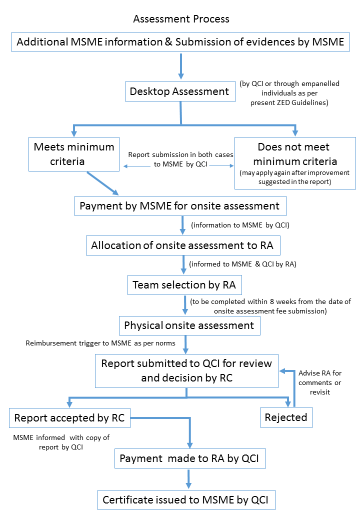 Assessment Process
Additional MSME information & Submission of evidences by MSME
Desktop Assessment
(by QCI or through empanelled
individuals as per
present ZED Guidelines)
Meets minimum
criteria
Report submission in both cases
to MSME by QCI
Does not meet
minimum criteria
(may apply again after improvement
suggested in the report)
Payment by MSME for onsite assessment
(information to MSME by QCI)
Allocation of onsite assessment to RA
(informed to MSME & QCI by RA)
Team selection by RA
(to be completed within 8 weeks from the date of
onsite assessment fee submission)
Physical onsite assessment
Reimbursement trigger to MSME as per norms
Report submitted to QCI for review
and decision by RC
Advise RA for
comments or
revisit
Report accepted by RC
Rejected
MSME informed with copy of
report by QCI
Payment made to RA by QCI
Certificate issued to MSME by QCI